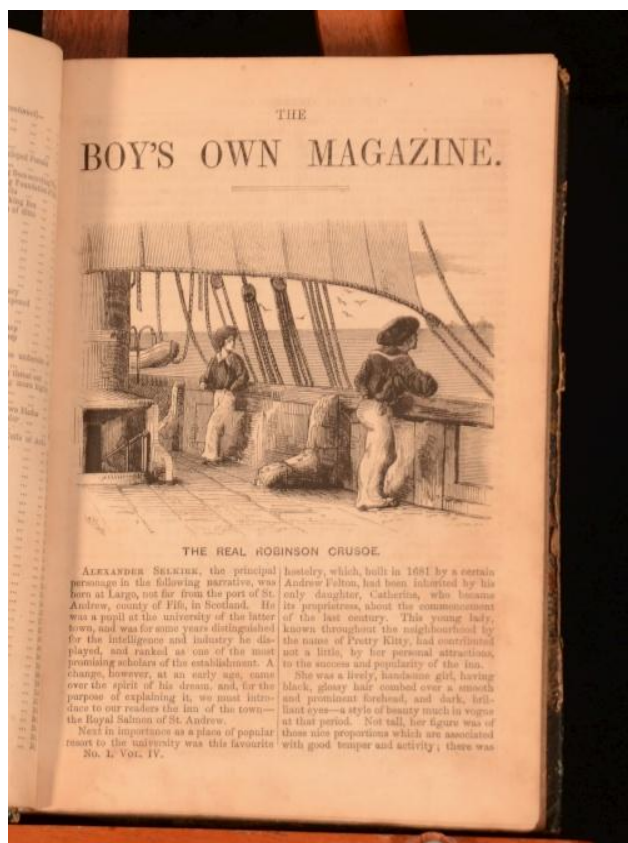 THE
BOY'S OWN MAGAZINE.
THE REAL ROBINSON CRUSOE.
ALEXANDER SELKIRK, the principal
personage in the following narrative, was
born at Largo, not far from the port of St.
Andrew, county of Fife, in Scotland. He
was a pupil at the university of the latter
town, and was for some years distinguished
for the intelligence and industry he dis-
played, and ranked as one of the most
promising scholars of the establishment. A
change, however, at an early age, came
over the spirit of his dream, and, for the
purpose of explaining it, we must intro-
duce to our readers the inn of the town—
the Royal Salmon of St. Andrew.
Next in importance as a place of popular
resort to the university was this favourite
No. 1, VOL. IV.
hostelry, which, built in 1681 by a certain
Andrew Felton, had been inherited by his
only daughter, Catherine, who became
its proprietress, about the commencement
of the last century. This young lady,
known throughout the neighbourhood by
the name of Pretty Kitty, had contributed
not a little, by her personal attractions,
to the success and popularity of the inn.
She was a lively, handsome girl, having
black, glossy hair combed over a smooth
and prominent forehead, and dark, bril-
liant eyes—a style of beauty much in vogue
at that period. Not tall, her figure was of
those nice proportions which are associated
with good temper and activity; there was